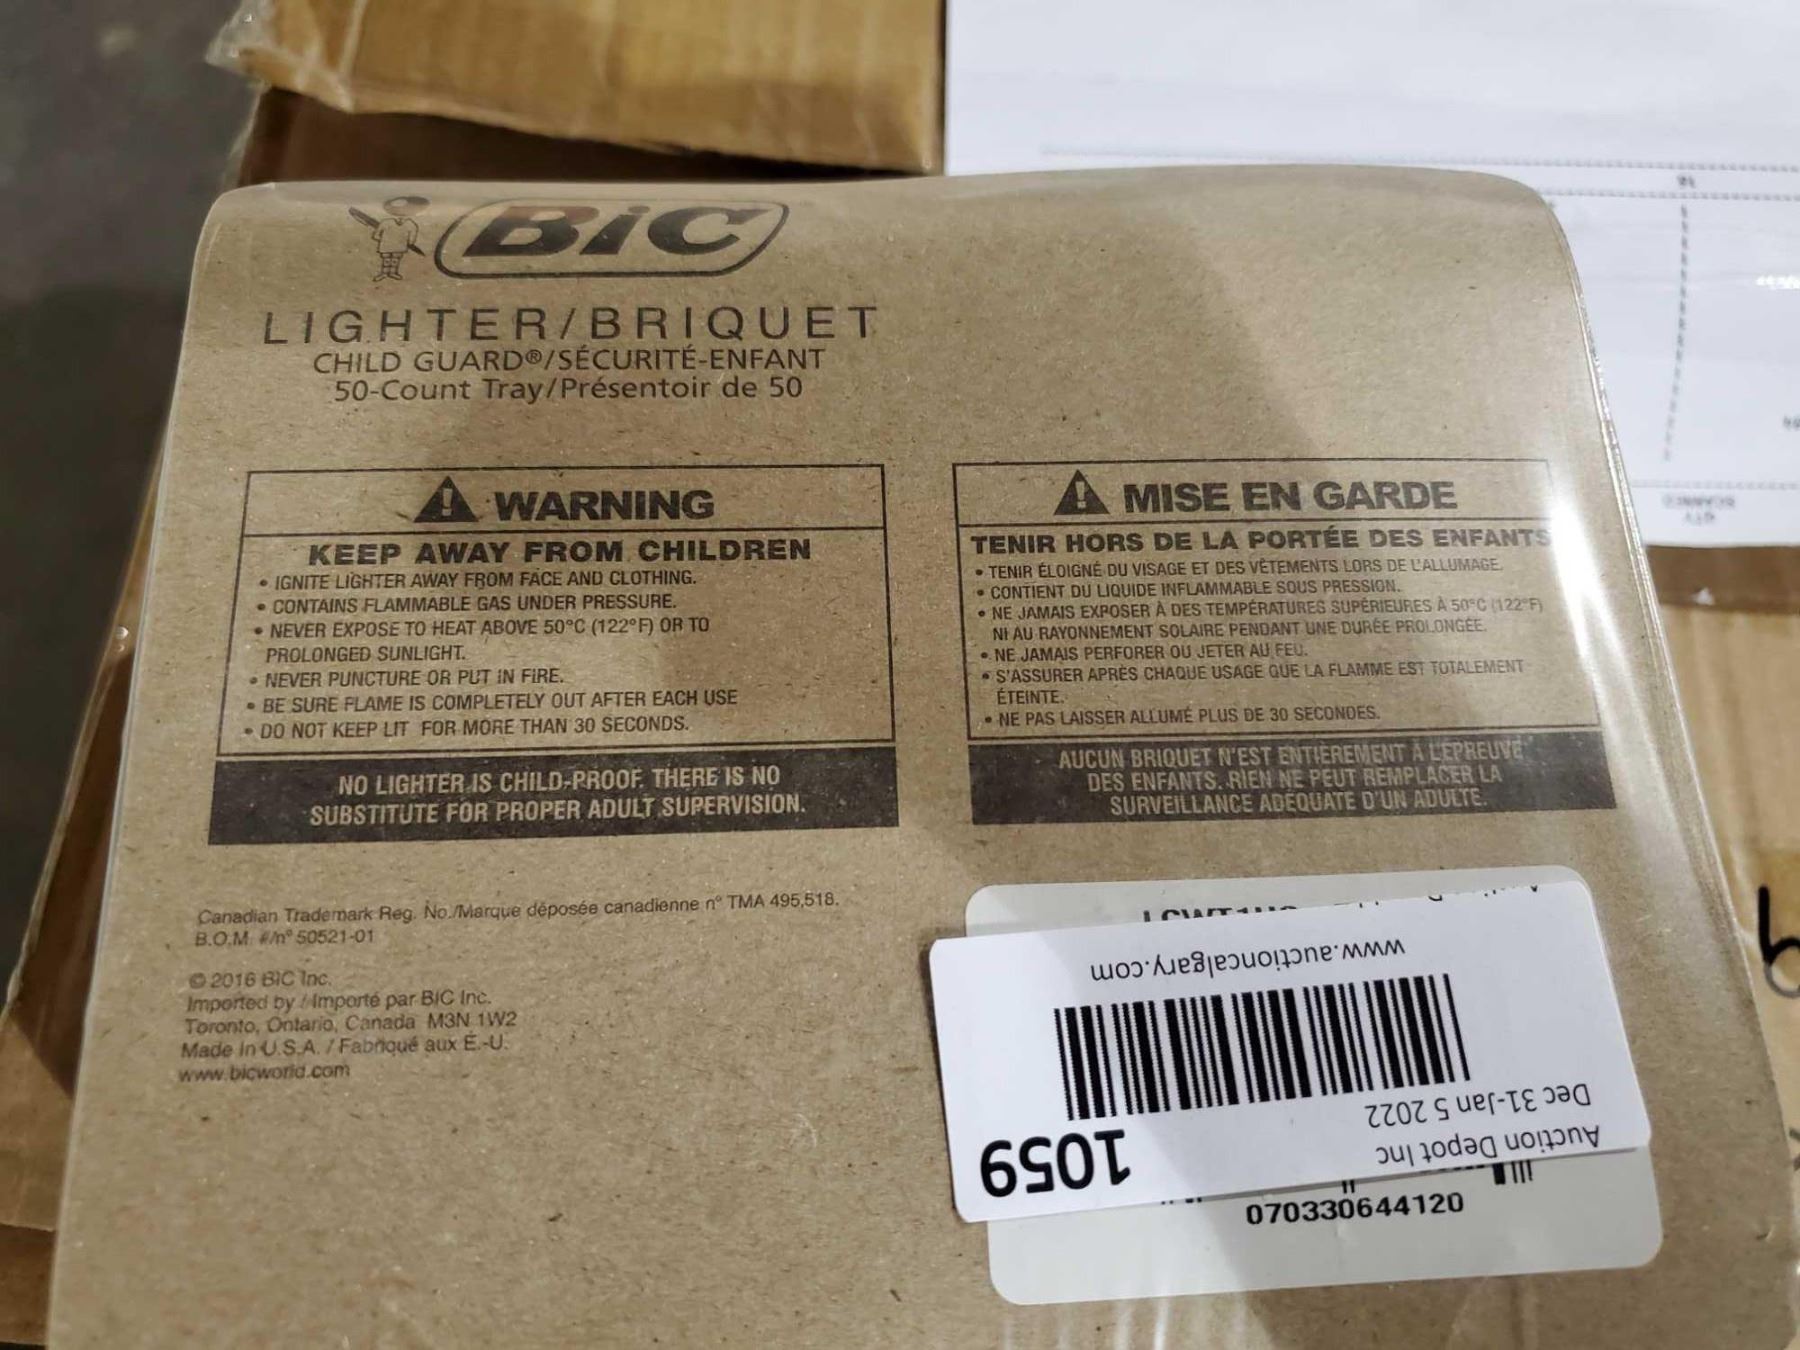 BiC
LIGHTER/BRIQUET
CHILD GUARD®/SÉCURITÉ-ENFANT
50-Count Tray/Présentoir de 50
WARNING
KEEP AWAY FROM CHILDREN
• IGNITE LIGHTER AWAY FROM FACE AND CLOTHING.
• CONTAINS FLAMMABLE GAS UNDER PRESSURE.
• NEVER EXPOSE TO HEAT ABOVE 50°C (122°F) OR TO
PROLONGED SUNLIGHT.
• NEVER PUNCTURE OR PUT IN FIRE.
• BE SURE FLAME IS COMPLETELY OUT AFTER EACH USE
• DO NOT KEEP LIT FOR MORE THAN 30 SECONDS.
NO LIGHTER IS CHILD-PROOF. THERE IS NO
SUBSTITUTE FOR PROPER ADULT SUPERVISION.
MISE EN GARDE
TENIR HORS DE LA PORTÉE DES ENFANTS
• TENIR ÉLOIGNÉ DU VISAGE ET DES VÊTEMENTS LORS DE L'ALLUMAGE.
• CONTIENT DU LIQUIDE INFLAMMABLE SOUS PRESSION.
• NE JAMAIS EXPOSER À DES TEMPÉRATURES SUPÉRIEURES À 50°C (122°F)
NI AU RAYONNEMENT SOLAIRE PENDANT UNE DURÉE PROLONGÉE.
• NE JAMAIS PERFORER OU JETER AU FEU.
• S'ASSURER APRÈS CHAQUE USAGE QUE LA FLAMME EST TOTALEMENT
ÉTEINTE.
• NE PAS LAISSER ALLUMÉ PLUS DE 30 SECONDES.
AUCUN BRIQUET N'EST ENTIÈREMENT À L'ÉPREUVE
DES ENFANTS. RIEN NE PEUT REMPLACER LA
SURVEILLANCE ADÉQUATE D'UN ADULTE.
Canadian Trademark Reg. No./Marque déposée canadienne n° TMA 495,518.
B.O.M. #/n° 50521-01
© 2016 BIC Inc.
Imported by / Importé par BIC Inc.
Toronto, Ontario, Canada M3N 1W2
Made in U.S.A. / Fabriqué aux É.-U.
www.bicworld.com
Auction Depot Inc
Dec 31-Jan 5 2022
1059
www.auctioncalgary.com
070330644120
QTY
SCANNED